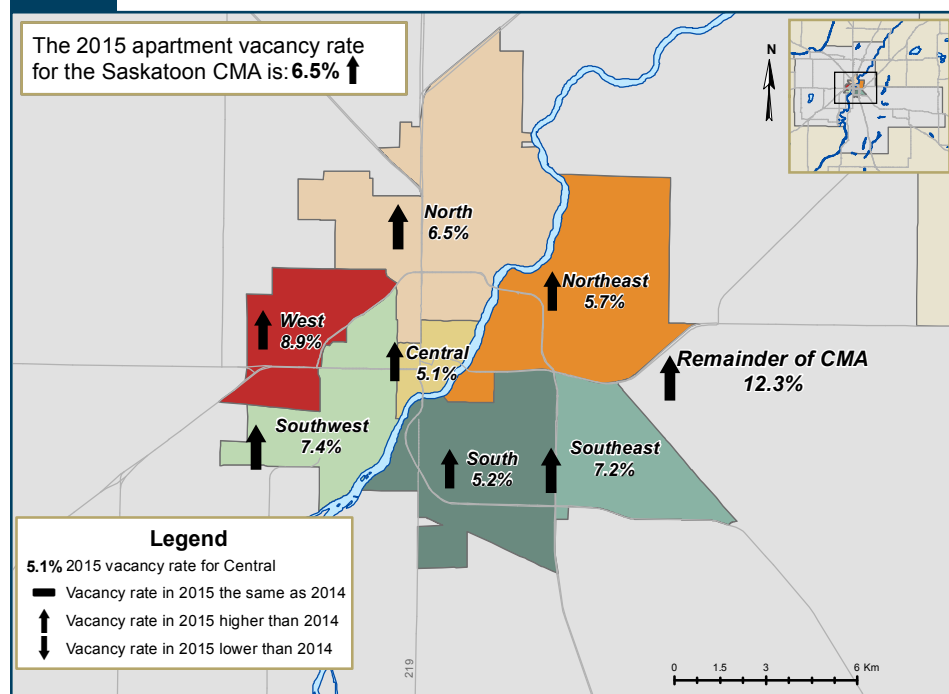 The 2015 apartment vacancy rate
for the Saskatoon CMA is: 6.5%
N
North
6.5%
Northeast
5.7%
West
8.9%
Central
5.1%
Remainder of CMA
12.3%
Southwest
7.4%
South
5.2%
Southeast
7.2%
Legend
5.1% 2015 vacancy rate for Central
Vacancy rate in 2015 the same as 2014
Vacancy rate in 2015 higher than 2014
Vacancy rate in 2015 lower than 2014
219
0 1.5 3 6 Km